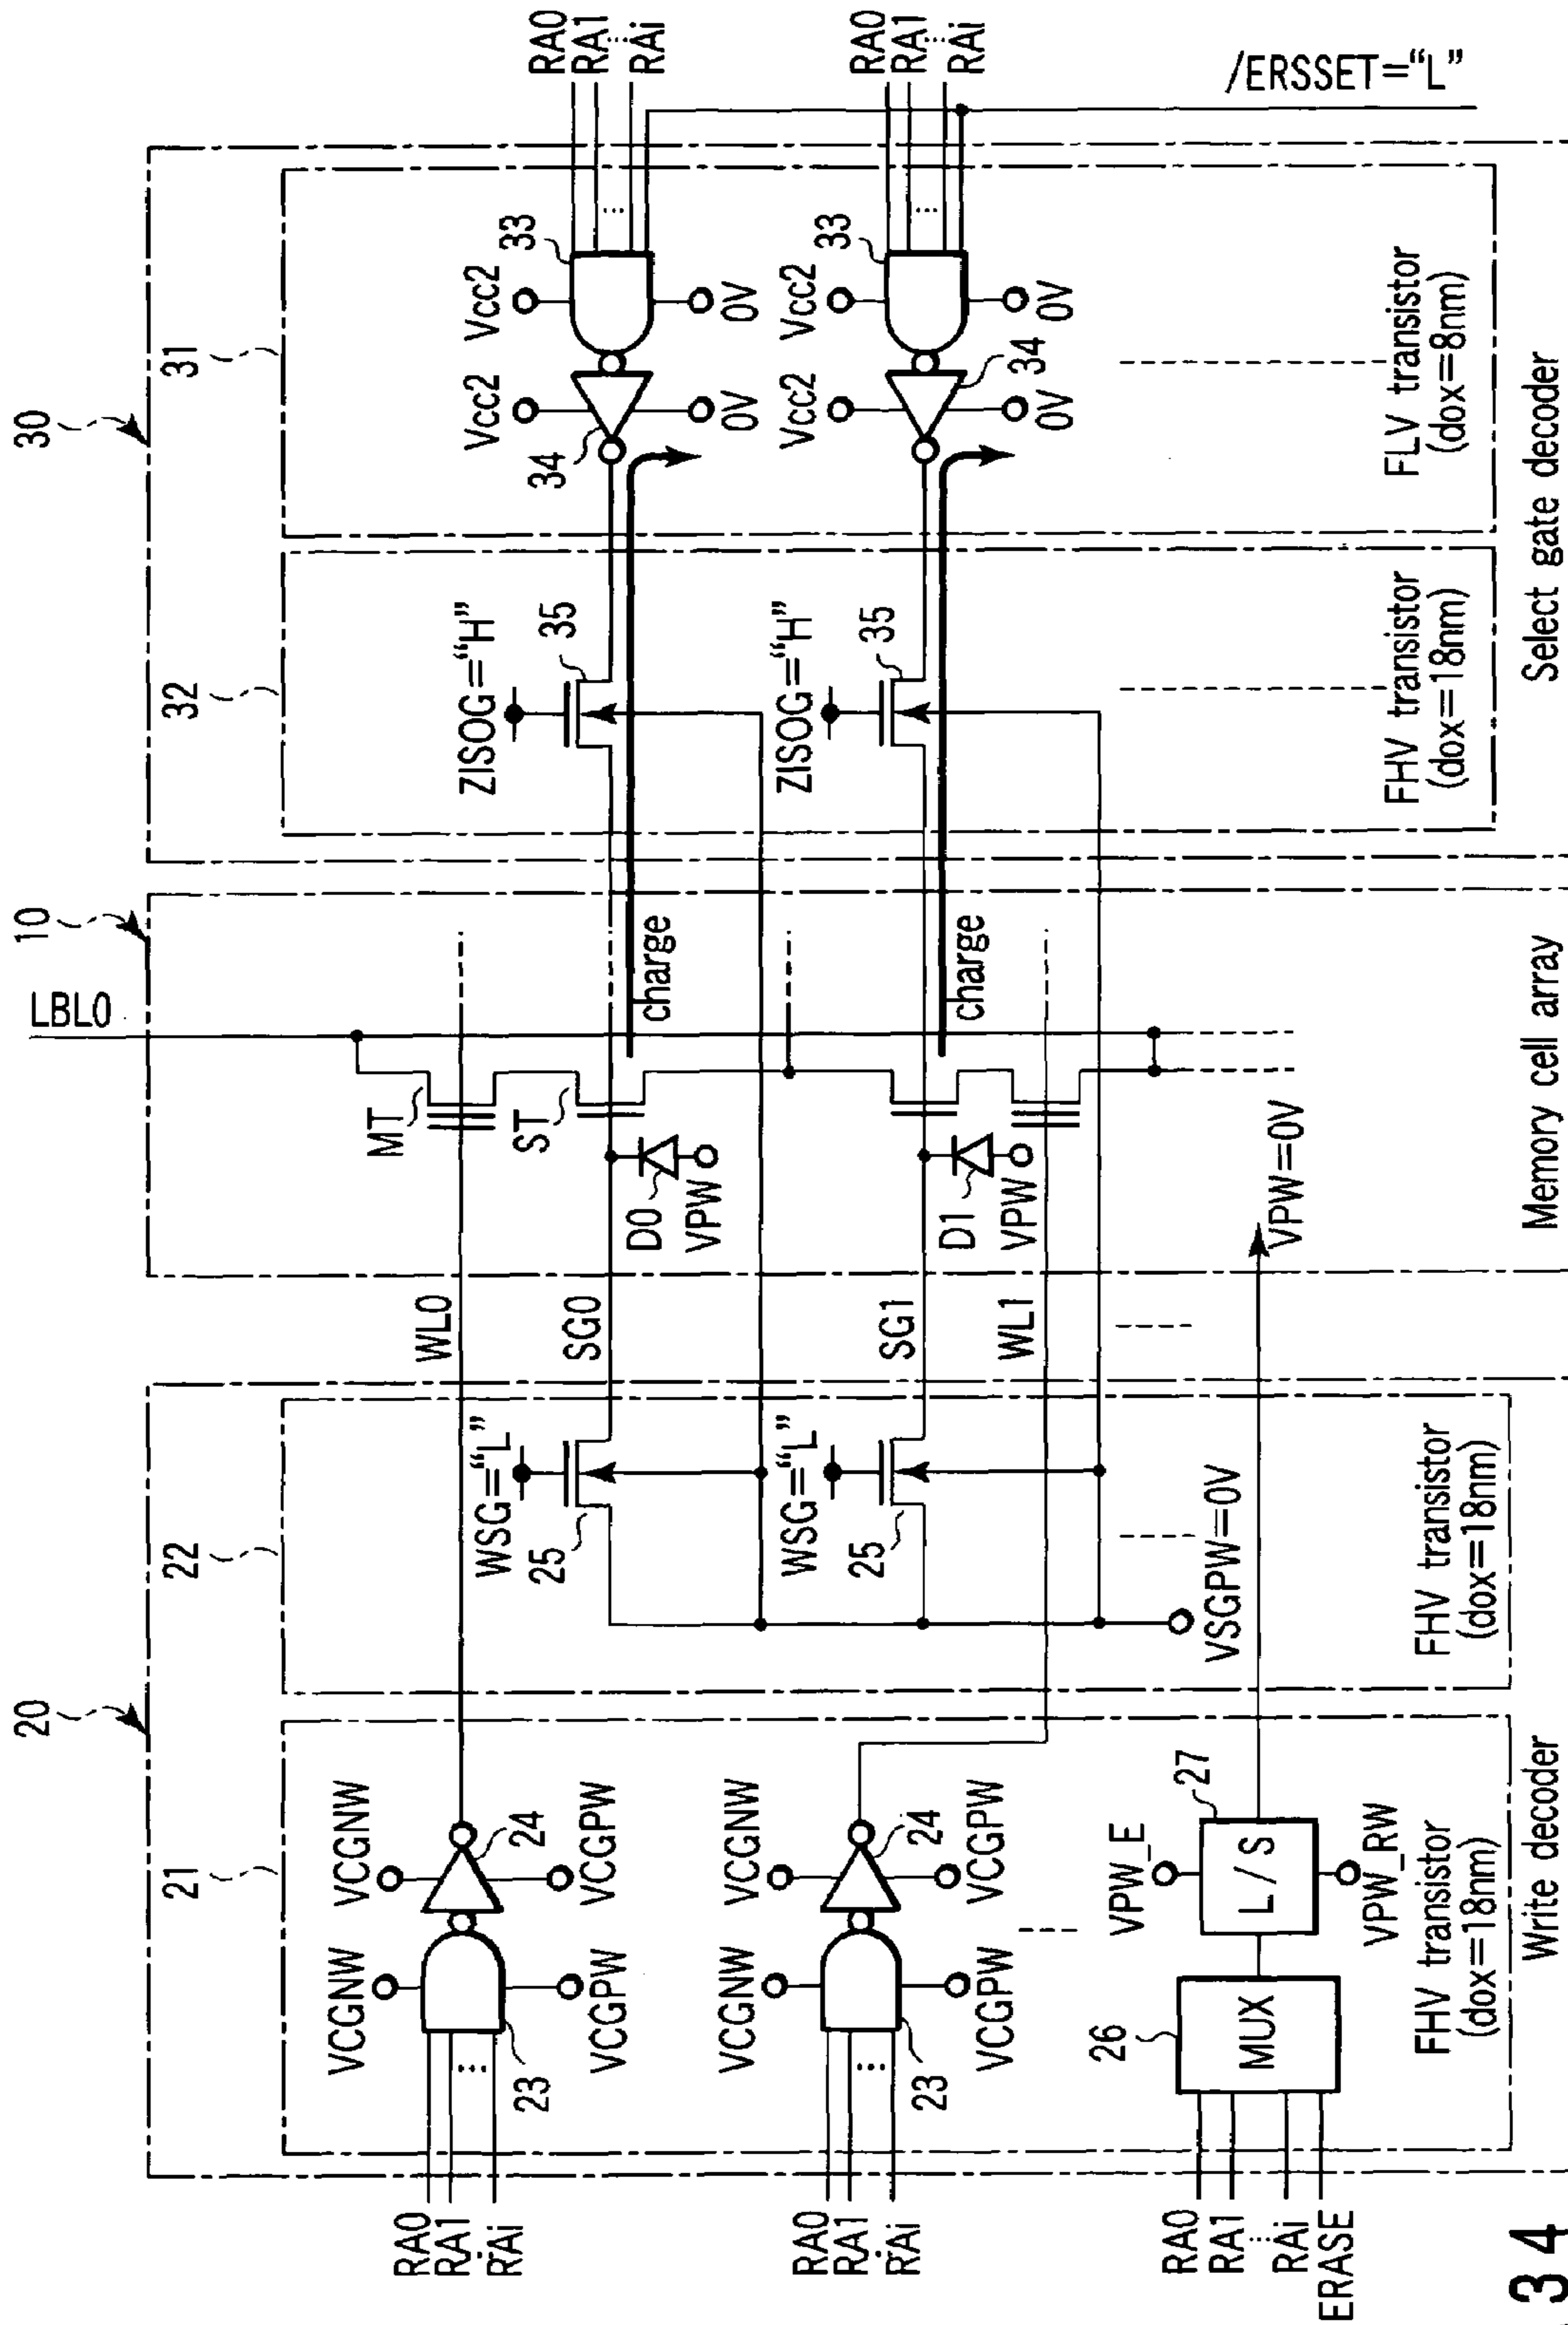 20
10
30
21
22
32
31
LBL0
RA0
RA1
RAi
VCGNW
VCGNW
VCGPW
VCGPW
23
24
WL0
MT
WSG="L"
25
SG0
ST
D0
VPW
charge
ZISOG="H"
35
Vcc2
Vcc2
34
33
0V
0V
RA0
RA1
RAi
RA0
RA1
RAi
VCGNW
VCGNW
VCGPW
VCGPW
23
24
WSG="L"
25
SG1
WL1
D1
VPW
charge
ZISOG="H"
35
Vcc2
Vcc2
34
33
0V
0V
RA0
RA1
RAi
RA0
RA1
RAi
ERASE
26
MUX
VPW_E
27
L/S
VPW_RW
VSGPW=0V
VPW=0V
/ERSSET="L"
FHV transistor
(dox=18nm)
FHV transistor
(dox=18nm)
FHV transistor
(dox=18nm)
FLV transistor
(dox=8nm)
Write decoder
Memory cell array
Select gate decoder
34